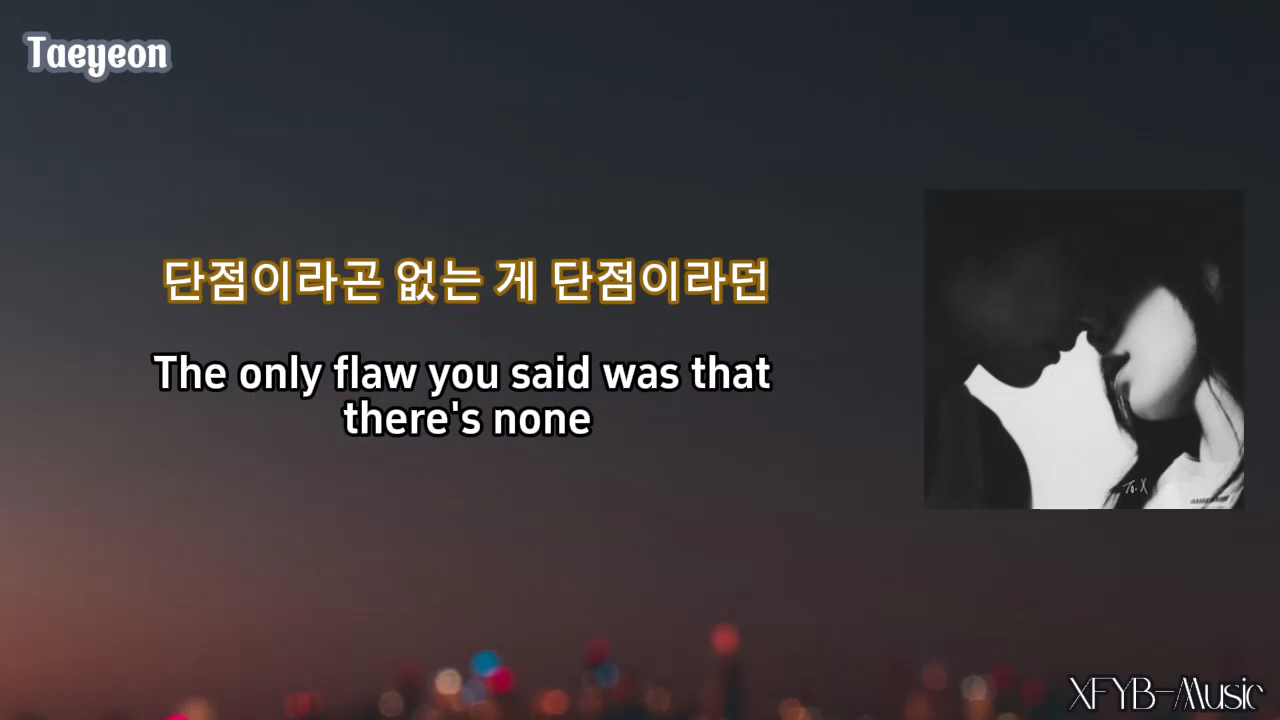 Taeyeon
단점이라곤 없는 게 단점이라던
The only flaw you said was that
there's none
To. X
XFYB-Music